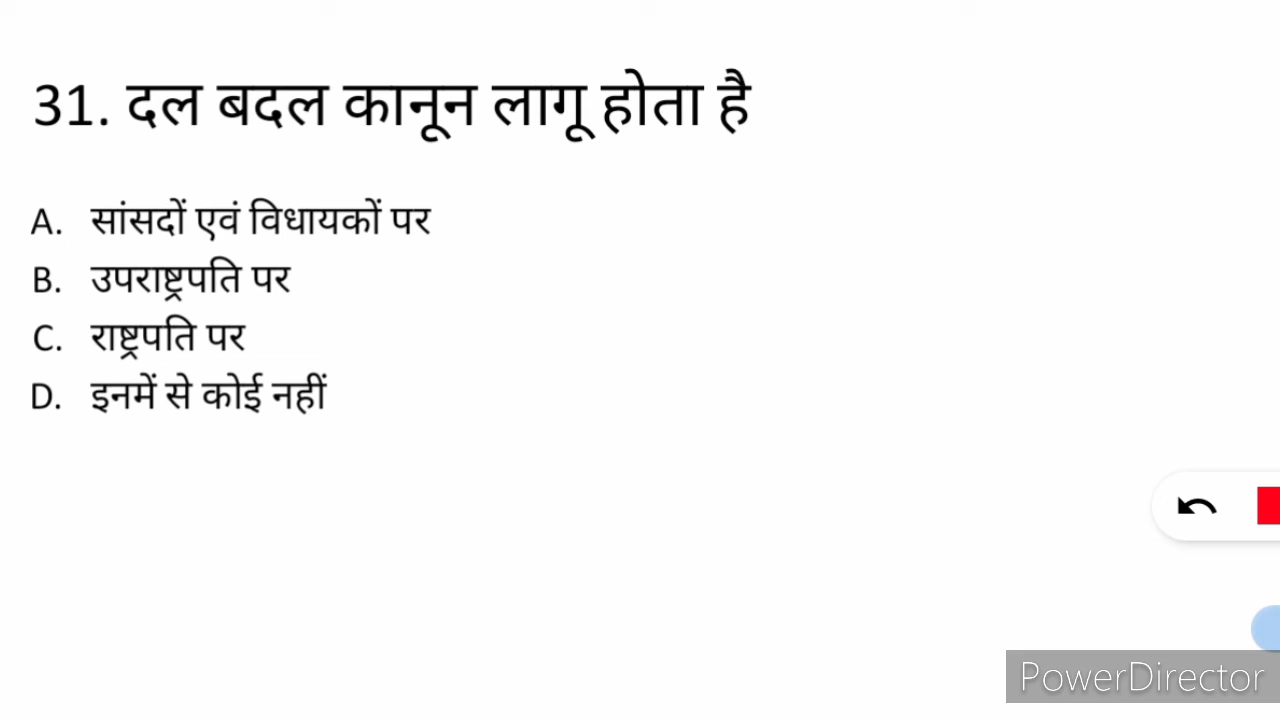 31. दल बदल कानून लागू होता है
A. सांसदों एवं विधायकों पर
B. उपराष्ट्रपति पर
C. राष्ट्रपति पर
D. इनमें से कोई नहीं
PowerDirector